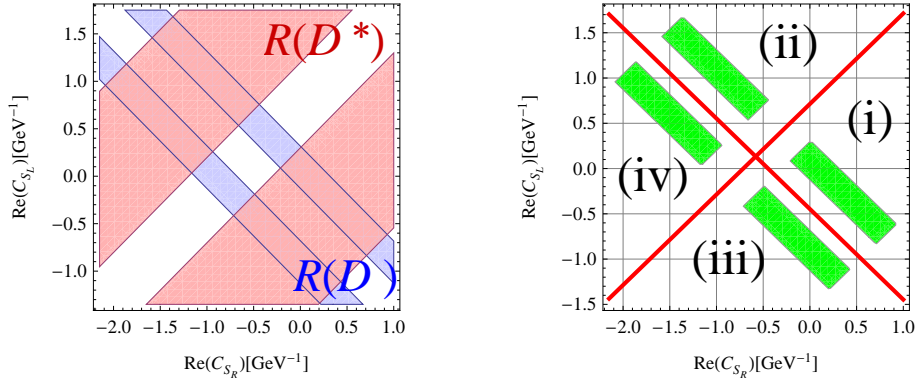 R(D*)
R(D)
1.5
1.0
0.5
0.0
−0.5
−1.0
−2.0 −1.5 −1.0 −0.5 0.0 0.5 1.0
Re(C_{S_L})[GeV^{-1}]
Re(C_{S_R})[GeV^{-1}]
(ii)
(i)
(iv)
(iii)
1.5
1.0
0.5
0.0
−0.5
−1.0
−1.5
−2.0 −1.5 −1.0 −0.5 0.0 0.5 1.0
Re(C_{S_L})[GeV^{-1}]
Re(C_{S_R})[GeV^{-1}]